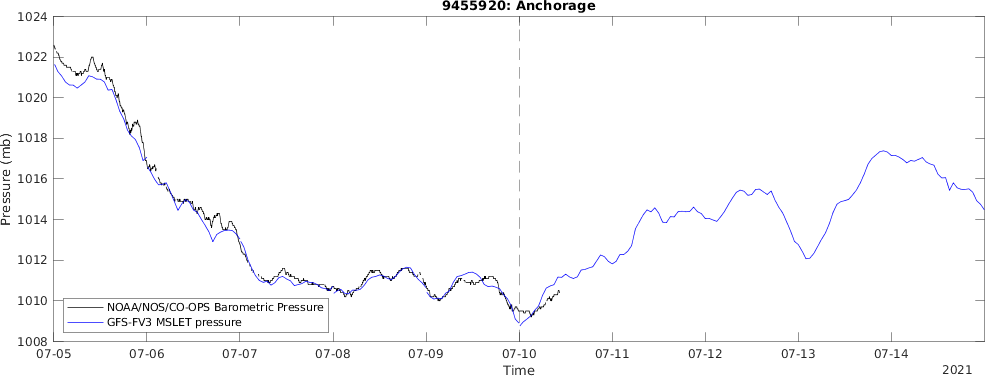 9455920: Anchorage
1024
1022
1020
1018
1016
1014
1012
1010
1008
Pressure (mb)
NOAA/NOS/CO-OPS Barometric Pressure
GFS-FV3 MSLET pressure
07-05 07-06 07-07 07-08 07-09 07-10 07-11 07-12 07-13 07-14
Time
2021